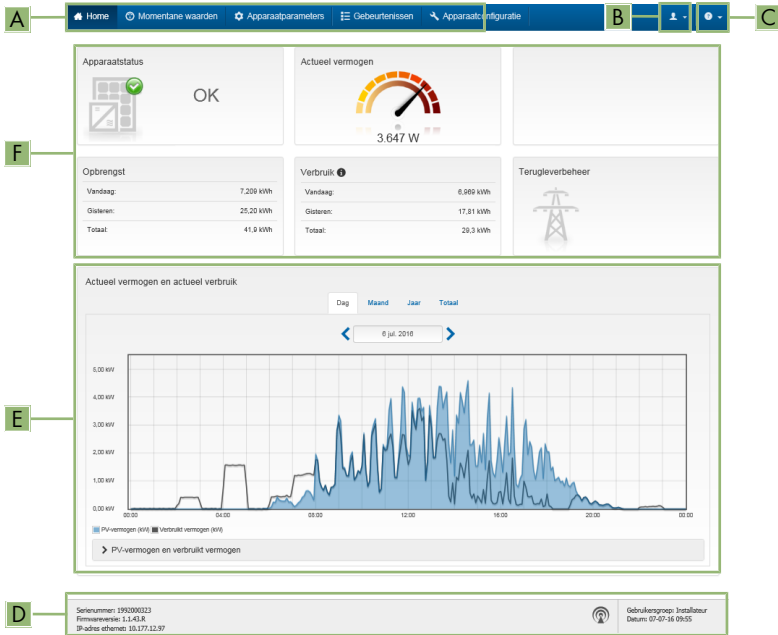 A
Home Momentane waarden Apparaatparameters Gebeurtenissen Apparaatconfiguratie
B
C
F
Apparaatstatus
OK
Actueel vermogen
3.647 W
Opbrengst
Vandaag: 7,209 kWh
Gisteren: 25,20 kWh
Totaal: 41,9 kWh
Verbruik
Vandaag: 6,969 kWh
Gisteren: 17,81 kWh
Totaal: 29,3 kWh
Terugleverbeheer
E
Actueel vermogen en actueel verbruik
Dag Maand Jaar Totaal
6 jul. 2016
5,00 kW
4,00 kW
3,00 kW
2,00 kW
1,00 kW
0,00 kW
00:00 04:00 08:00 12:00 16:00 20:00 00:00
PV-vermogen (kW) Verbruikt vermogen (kW)
PV-vermogen en verbruikt vermogen
D
Serienummer: 1992000323
Firmwareversie: 1.1.43.R
IP-adres ethernet: 10.177.12.97
Gebruikersgroep: Installateur
Datum: 07-07-16 09:55